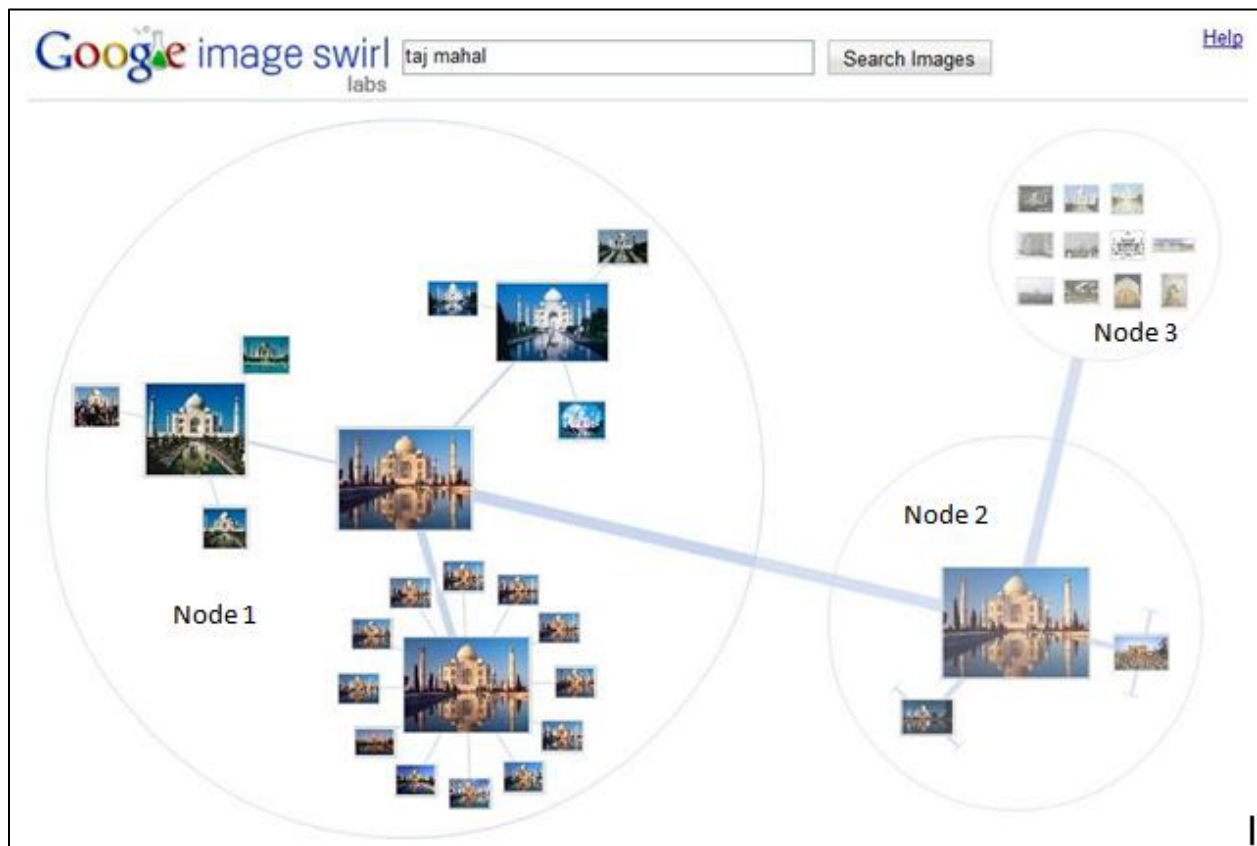 Google image swirl
labs
taj mahal
Search Images
Help
Node 3
Node 2
Node 1